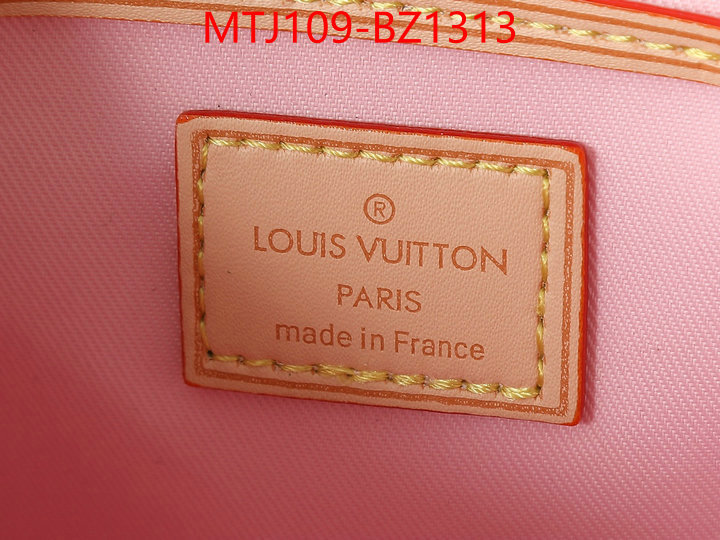 MTJ109-BZ1313
®
LOUIS VUITTON
PARIS
made in France